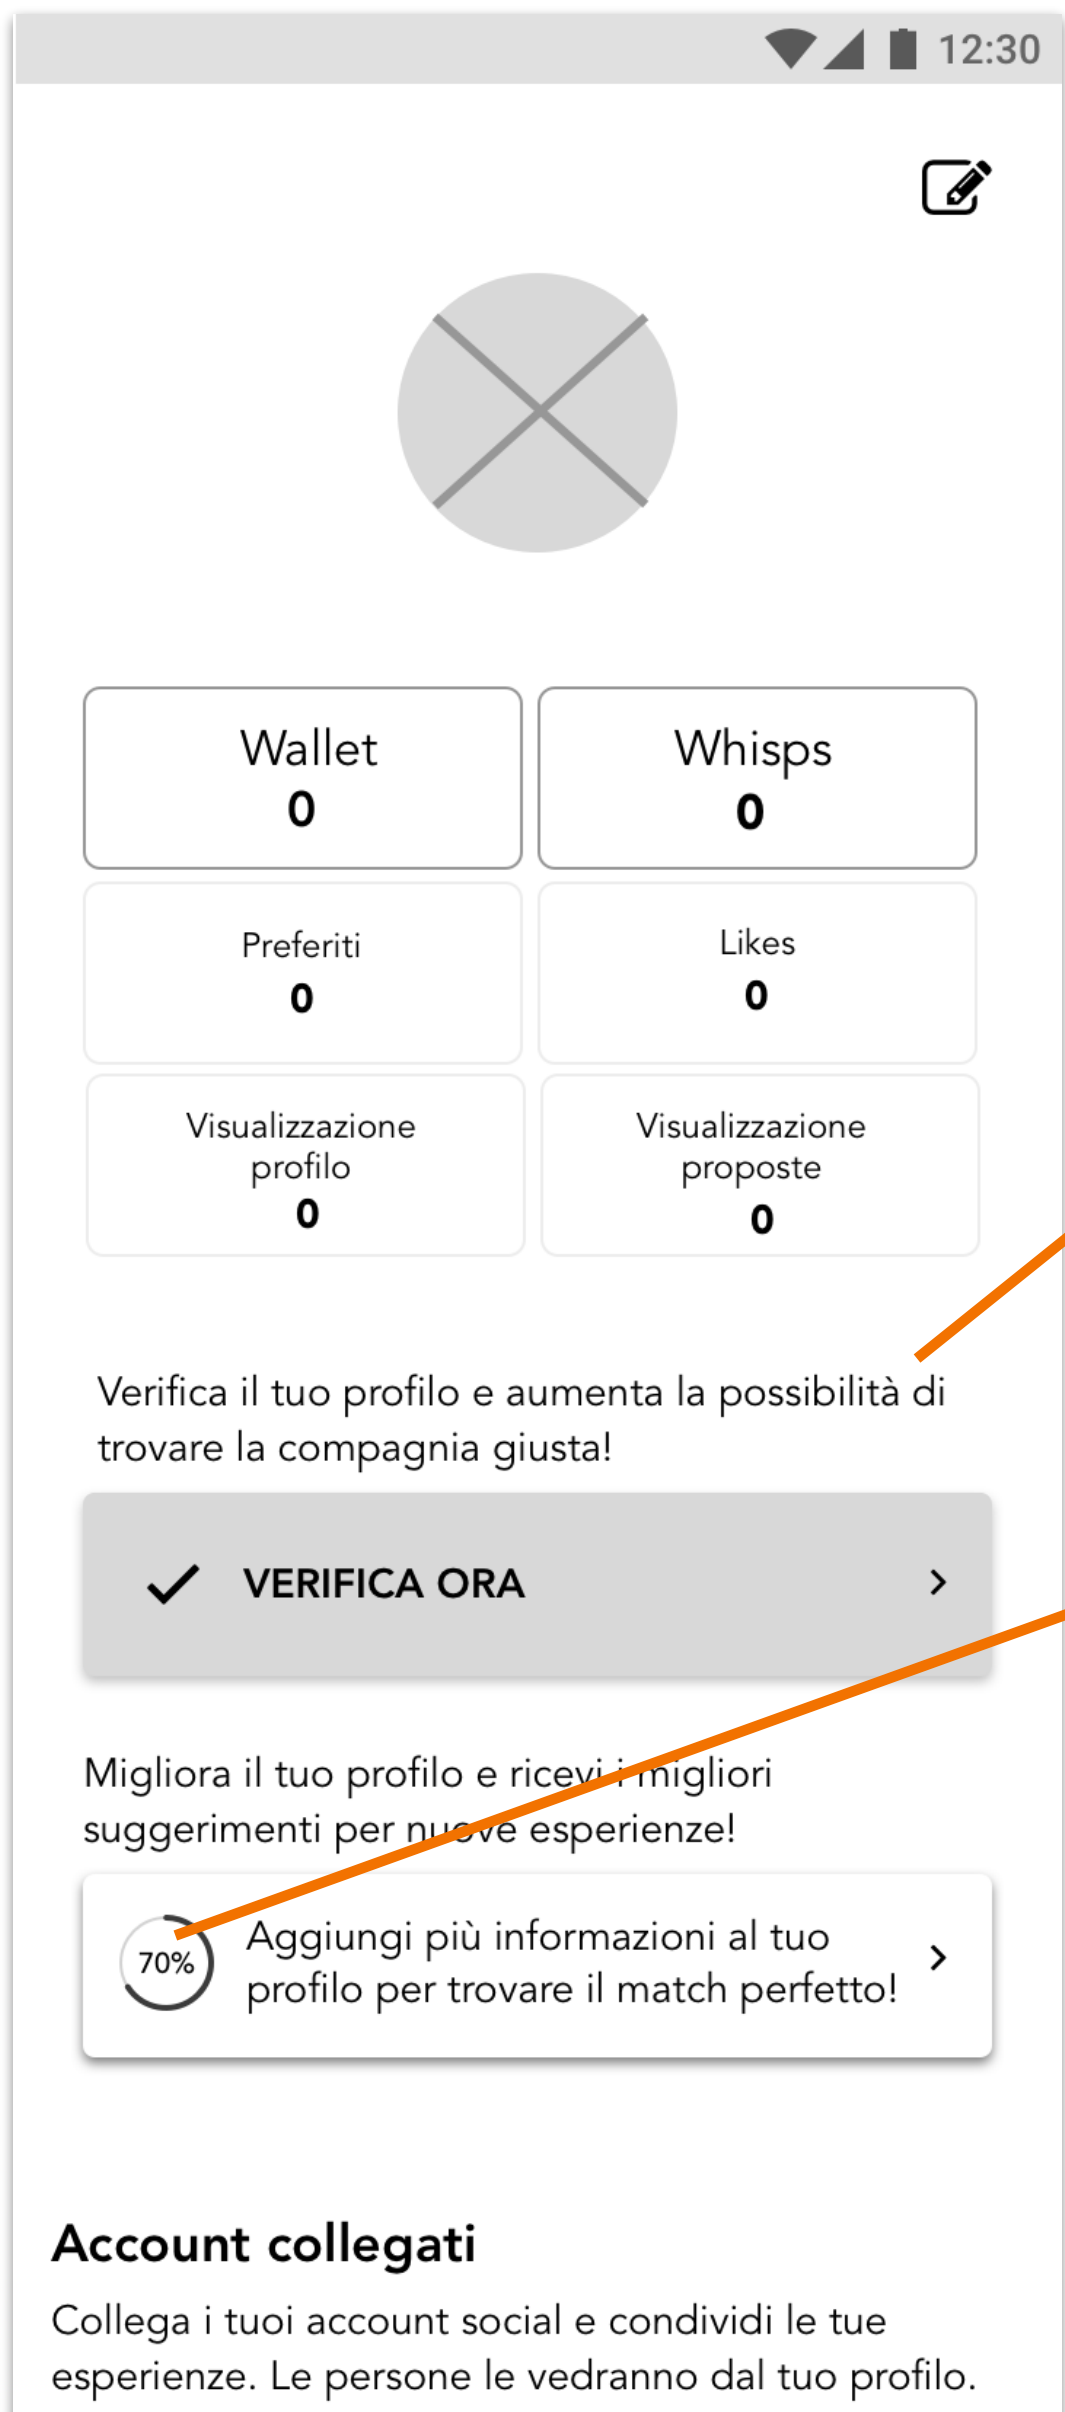 12:30
Wallet
0
Whisps
0
Preferiti
0
Likes
0
Visualizzazione
profilo
0
Visualizzazione
proposte
0
Verifica il tuo profilo e aumenta la possibilità di
trovare la compagnia giusta!
VERIFICA ORA
Migliora il tuo profilo e ricevi i migliori
suggerimenti per nuove esperienze!
70%
Aggiungi più informazioni al tuo
profilo per trovare il match perfetto!
Account collegati
Collega i tuoi account social e condividi le tue
esperienze. Le persone le vedranno dal tuo profilo.